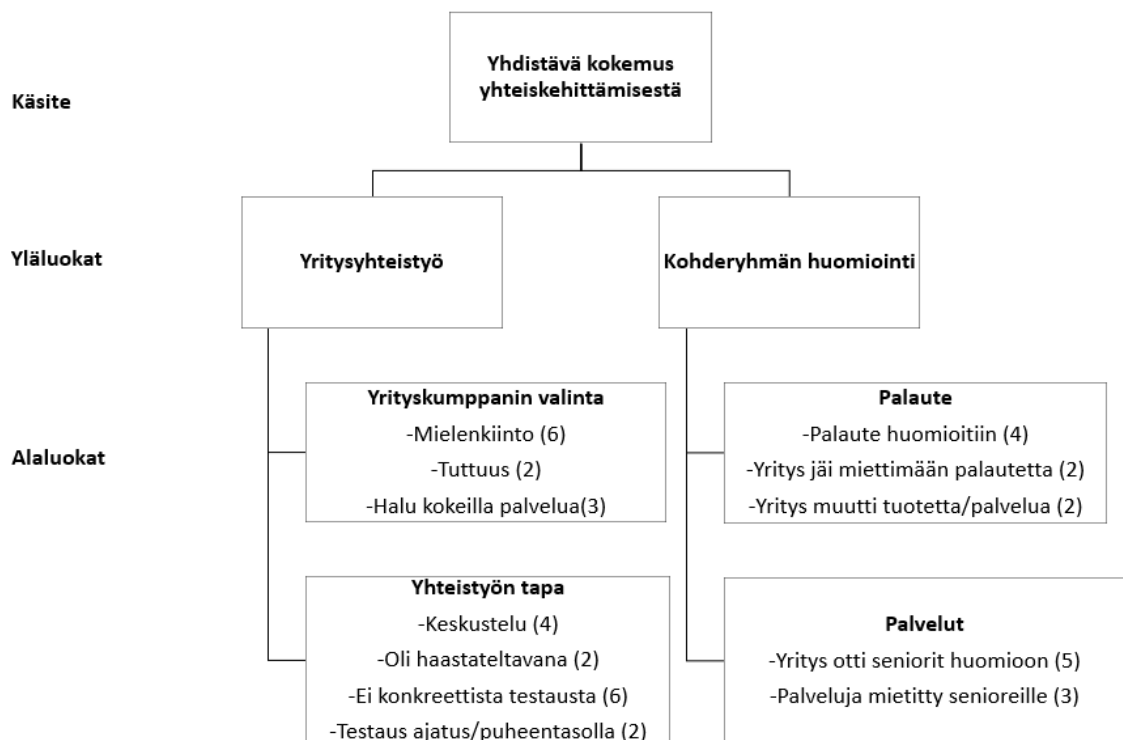 Käsite
Yhdistävä kokemus
yhteiskehittämisestä
Yläluokat
Yritysyhteistyö
Kohderyhmän huomiointi
Alaluokat
Yrityskumppanin valinta
-Mielenkiinto (6)
-Tuttuus (2)
-Halu kokeilla palvelua(3)
Palaute
-Palaute huomioitiin (4)
-Yritys jäi miettimään palautetta (2)
-Yritys muutti tuotetta/palvelua (2)
Yhteistyön tapa
-Keskustelu (4)
-Oli haastateltavana (2)
-Ei konkreettista testausta (6)
-Testaus ajatus/puheentasolla (2)
Palvelut
-Yritys otti seniorit huomioon (5)
-Palveluja mietitty senioreille (3)